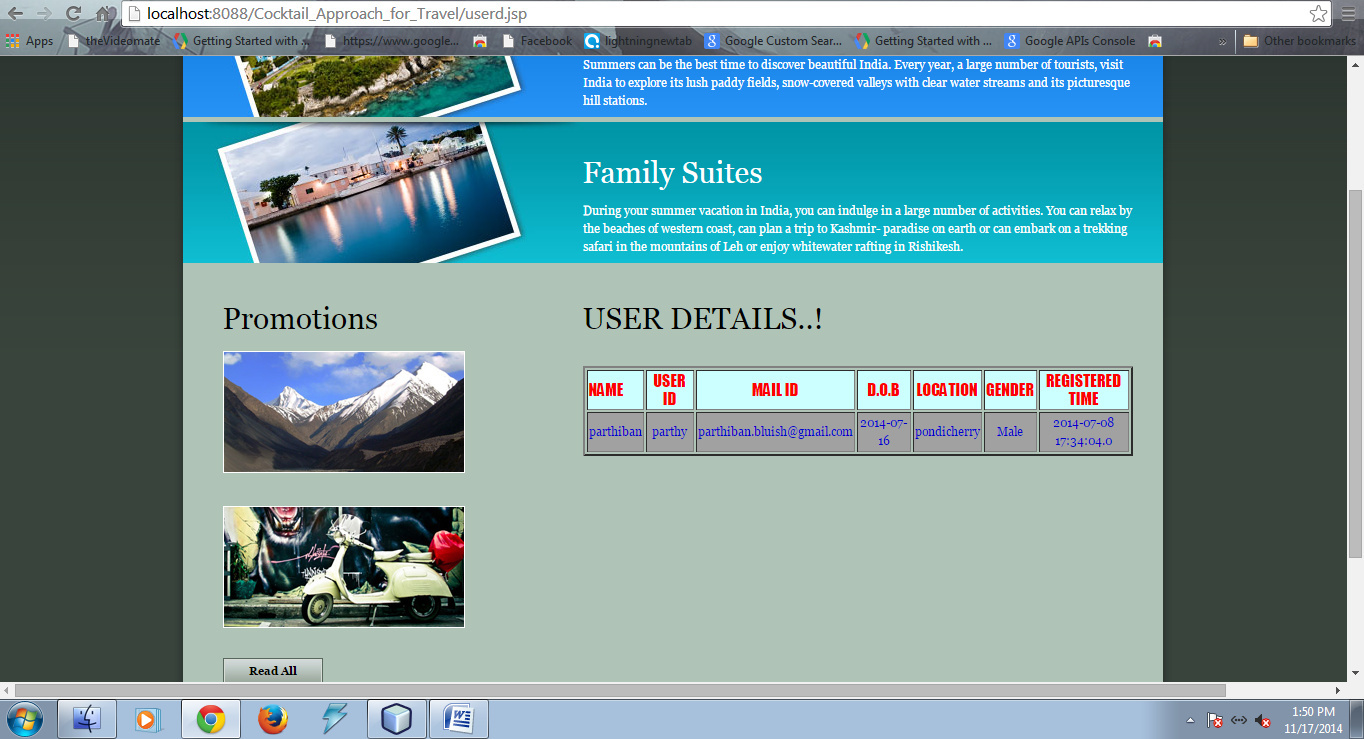 localhost:8088/Cocktail_Approach_for_Travel/userd.jsp
Apps theVideomate Getting Started with ... https://www.google... Facebook lightningnewtab Google Custom Sear... Getting Started with ... Google APIs Console » Other bookmarks
Summers can be the best time to discover beautiful India. Every year, a large number of tourists, visit
India to explore its lush paddy fields, snow-covered valleys with clear water streams and its picturesque
hill stations.
Family Suites
During your summer vacation in India, you can indulge in a large number of activities. You can relax by
the beaches of western coast, can plan a trip to Kashmir- paradise on earth or can embark on a trekking
safari in the mountains of Leh or enjoy whitewater rafting in Rishikesh.
Promotions
Read All
USER DETAILS..!
NAME USER ID MAIL ID D.O.B LOCATION GENDER REGISTERED TIME
parthiban parthy parthiban.bluish@gmail.com 2014-07-16 pondicherry Male 2014-07-08 17:34:04.0
1:50 PM
11/17/2014